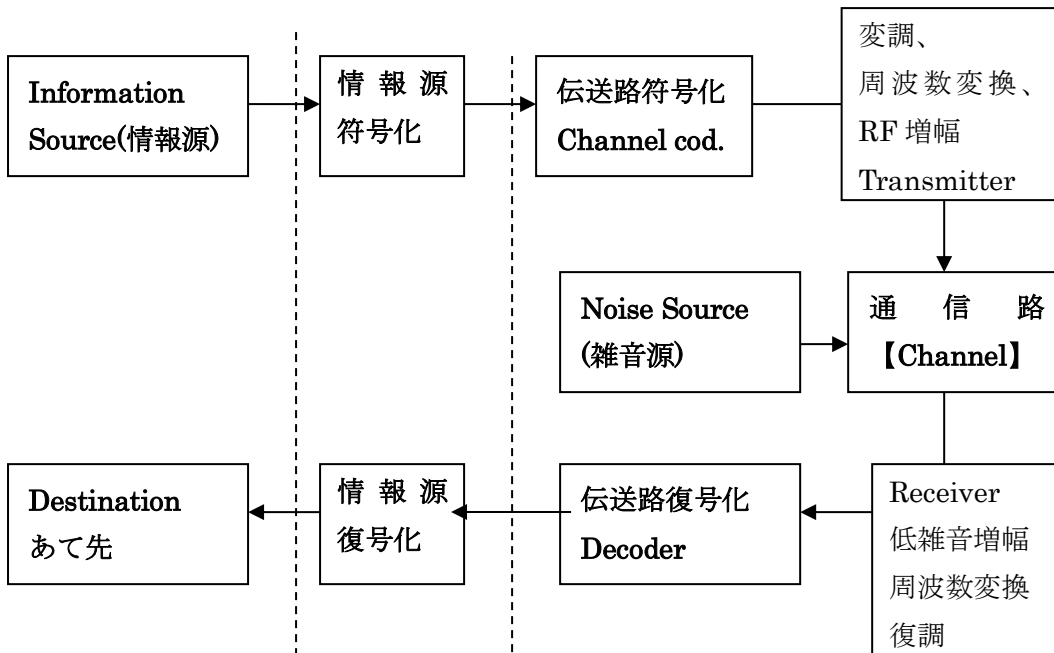 Information
Source(情報源)
情報源
符号化
伝送路符号化
Channel cod.
変調、
周波数変換、
RF 増幅
Transmitter
Noise Source
(雑音源)
通信路
【Channel】
Destination
あて先
情報源
復号化
伝送路復号化
Decoder
Receiver
低雑音増幅
周波数変換
復調